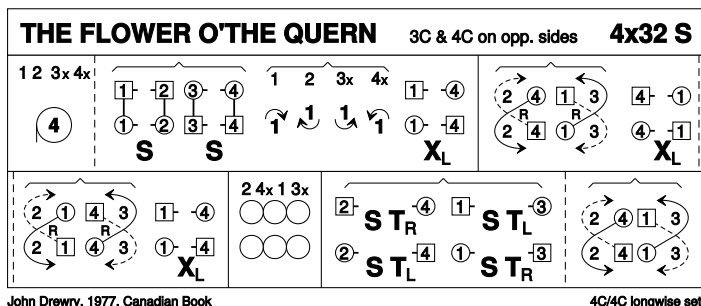 THE FLOWER O'THE QUERN 3C & 4C on opp. sides 4x32 S
1 2 3x 4x
4
1 2 3 4
1 2 3 4
S S
1 2 3x 4x
1 1 1 1
1 4
1 4
XL
2 4 1 3
R R
2 4 1 3
4 1
4 1
XL
2 1 4 3
R R
2 1 4 3
1 4
1 4
XL
2 4x 1 3x
2 4 1 3
S TR S TL
2 4 1 3
S TL S TR
2 4 1 3
2 4 1 3
John Drewry, 1977, Canadian Book 4C/4C longwise set